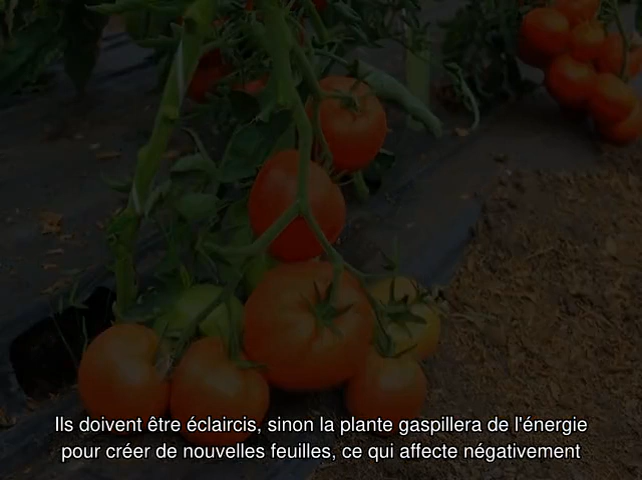 Ils doivent être éclaircis, sinon la plante gaspillera de l'énergie
pour créer de nouvelles feuilles, ce qui affecte négativement